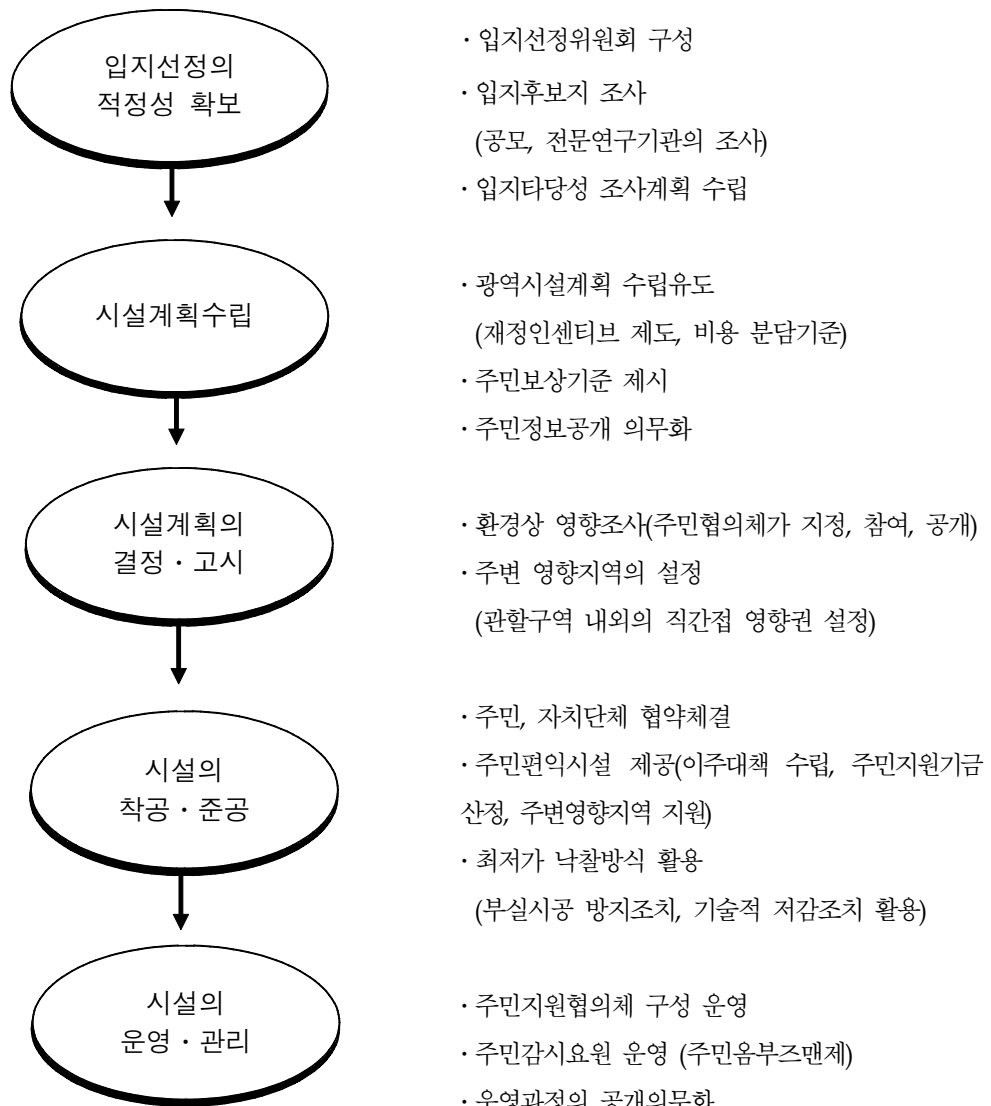 입지선정의
적정성 확보
· 입지선정위원회 구성
· 입지후보지 조사
(공모, 전문연구기관의 조사)
· 입지타당성 조사계획 수립
시설계획수립
· 광역시설계획 수립유도
(재정인센티브 제도, 비용 분담기준)
· 주민보상기준 제시
· 주민정보공개 의무화
시설계획의
결정 · 고시
· 환경상 영향조사(주민협의체가 지정, 참여, 공개)
· 주변 영향지역의 설정
(관할구역 내외의 직간접 영향권 설정)
시설의
착공 · 준공
· 주민, 자치단체 협약체결
· 주민편익시설 제공(이주대책 수립, 주민지원기금
산정, 주변영향지역 지원)
· 최저가 낙찰방식 활용
(부실시공 방지조치, 기술적 저감조치 활용)
시설의
운영 · 관리
· 주민지원협의체 구성 운영
· 주민감시요원 운영 (주민옴부즈맨제)
· 운영과정의 공개의무화